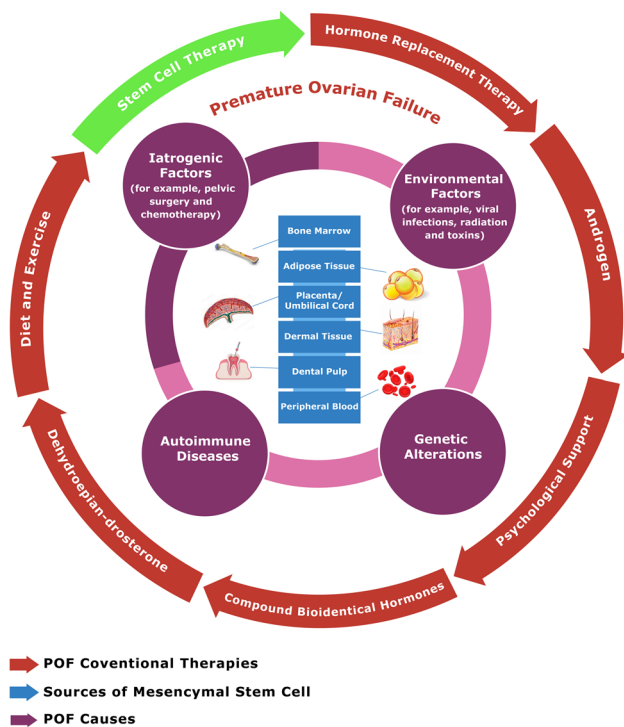 Stem Cell Therapy
Hormone Replacement Therapy
Androgen
Psychological Support
Compound Bioidentical Hormones
Dehydroepian-drosterone
Diet and Exercise
Premature Ovarian Failure
Iatrogenic
Factors
(for example, pelvic
surgery and
chemotherapy)
Environmental
Factors
(for example, viral
infections, radiation
and toxins)
Bone Marrow
Adipose Tissue
Placenta/
Umbilical Cord
Dermal Tissue
Dental Pulp
Peripheral Blood
Autoimmune
Diseases
Genetic
Alterations
POF Coventional Therapies
Sources of Mesencymal Stem Cell
POF Causes